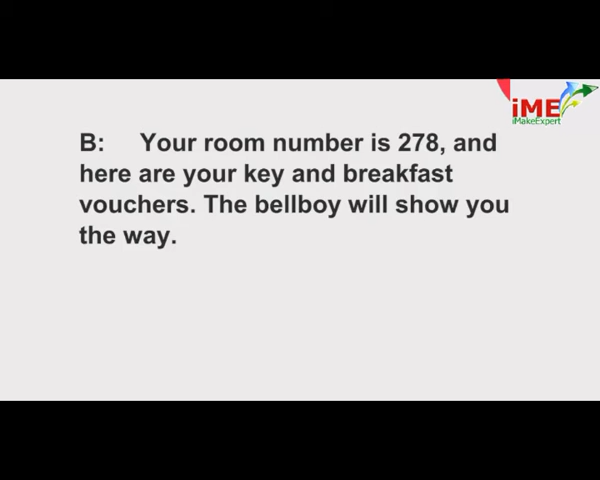 iME
iMakeExpert
B: Your room number is 278, and
here are your key and breakfast
vouchers. The bellboy will show you
the way.